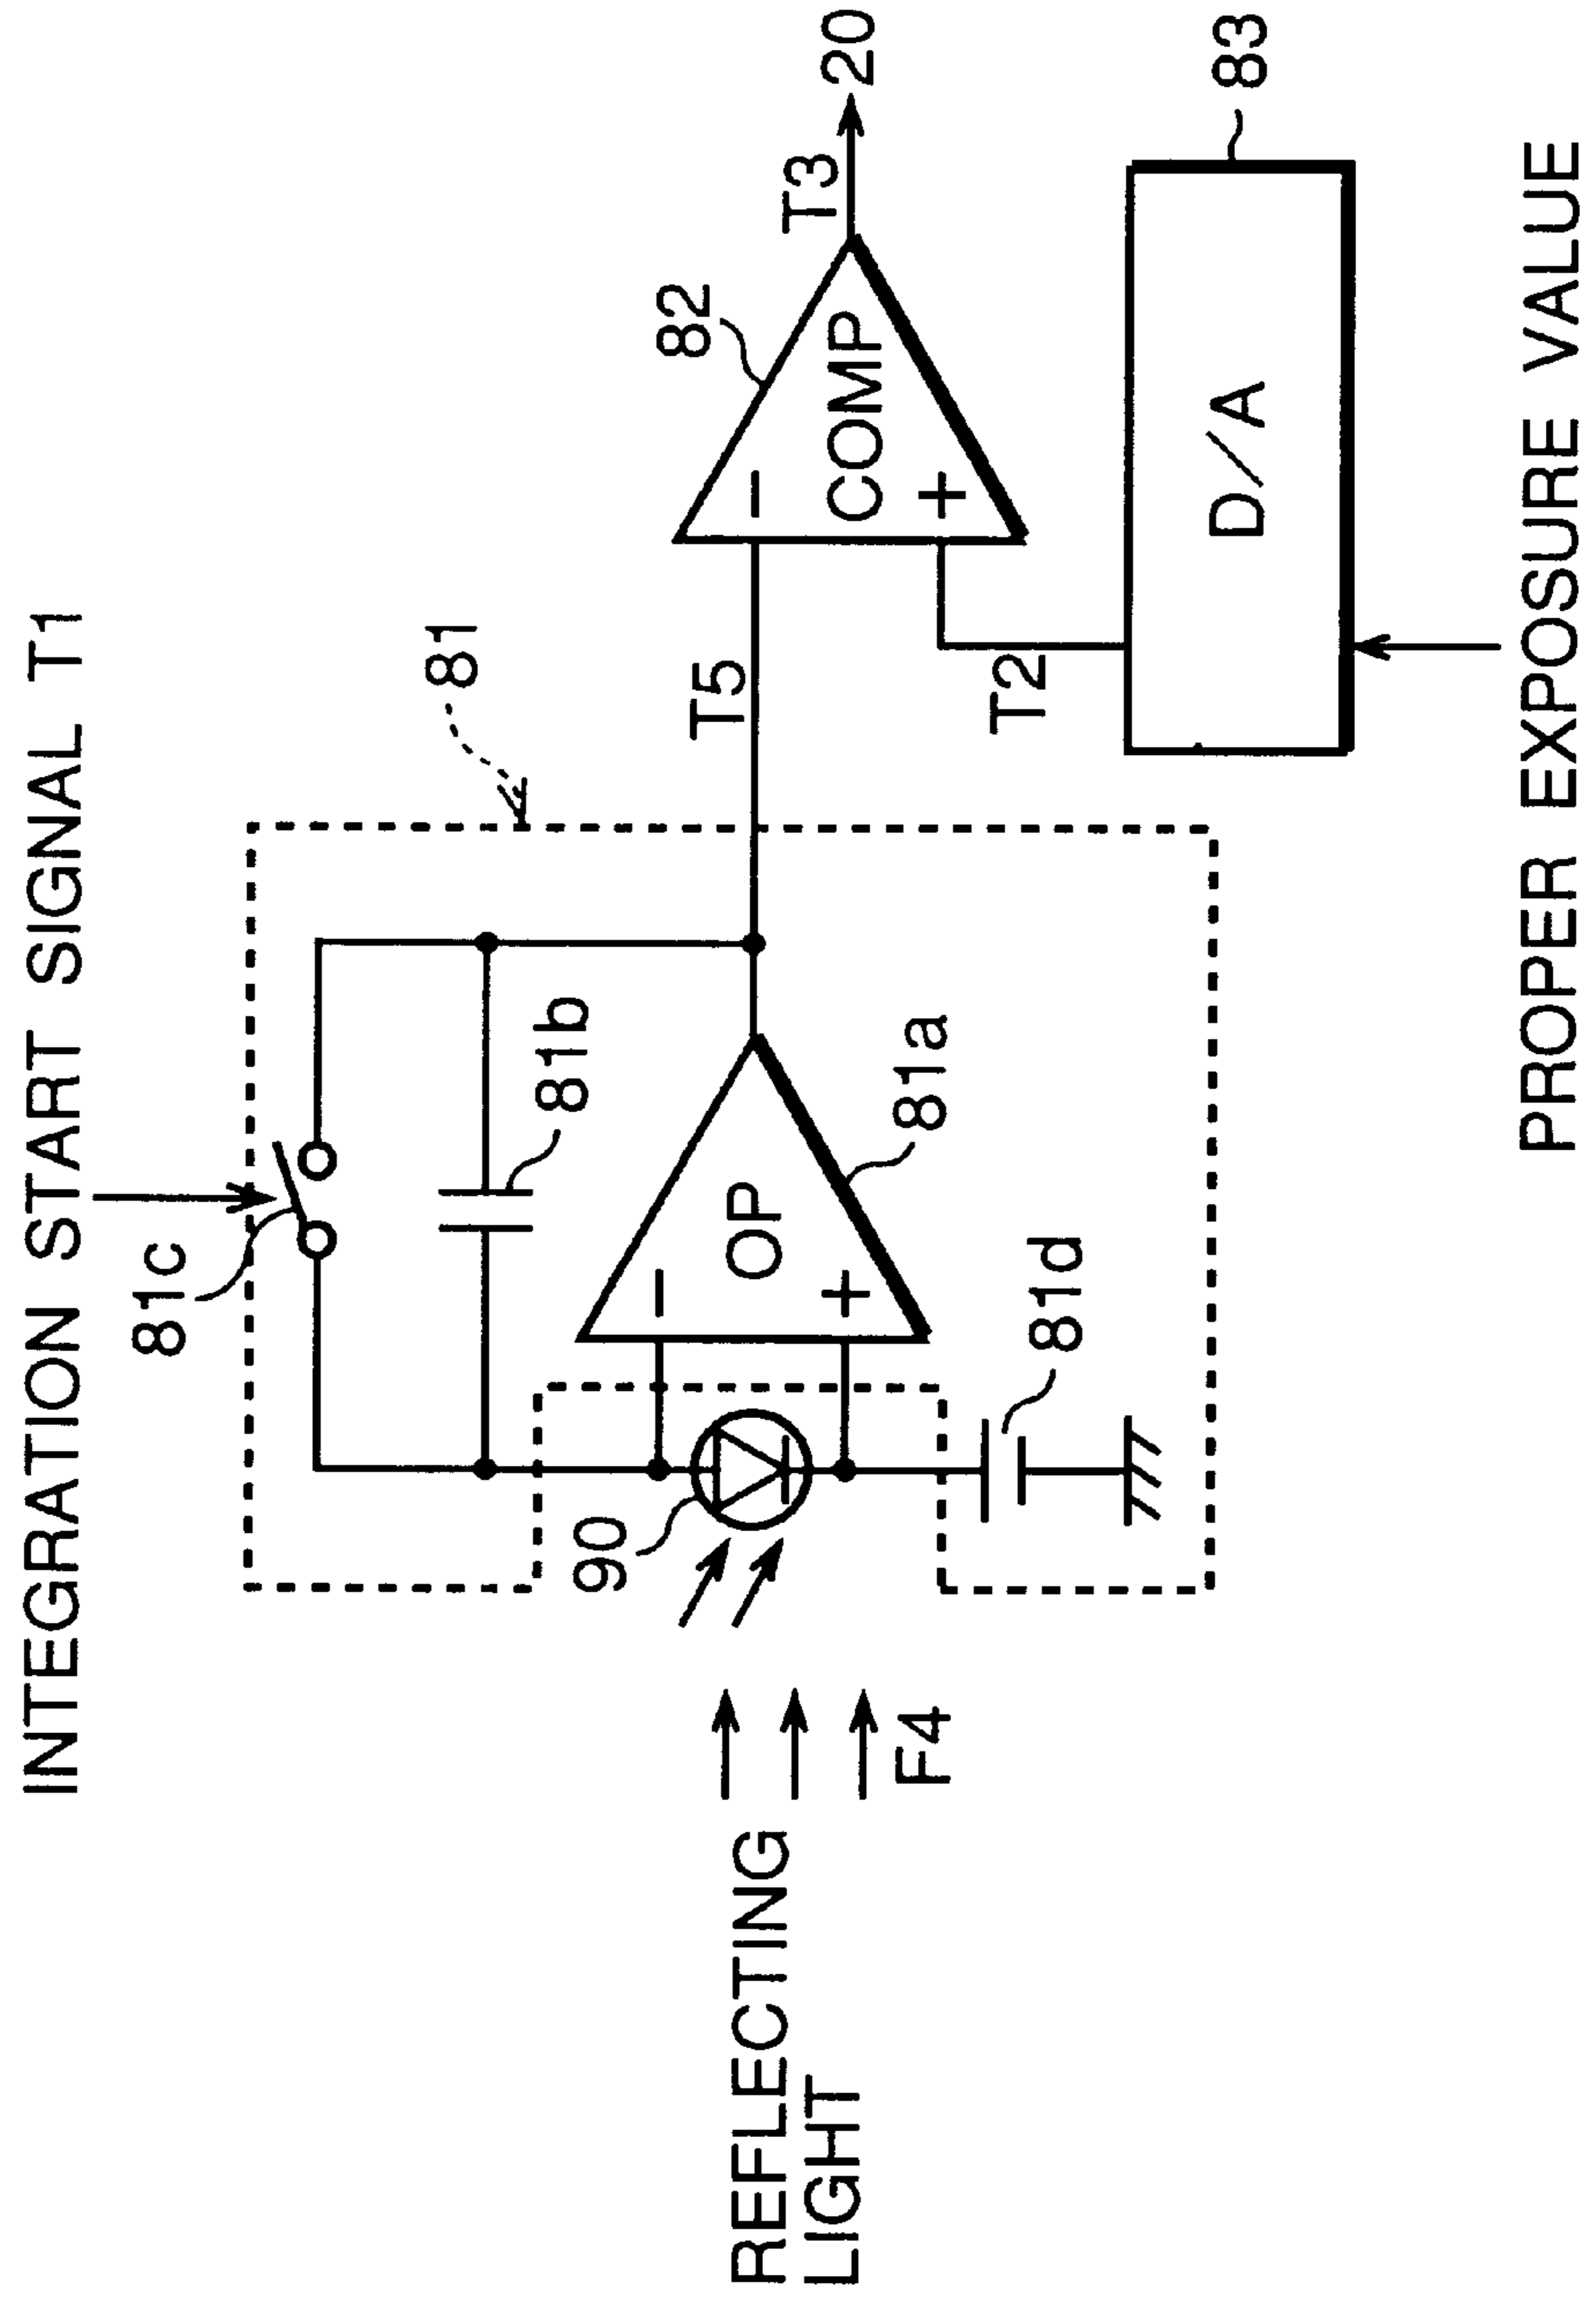 INTEGRATION START SIGNAL T1
81c
81
81b
82
T5
T3
20
90
−
OP
+
81a
−
COMP
+
REFLECTING
LIGHT
F4
81d
T2
D/A
83
PROPER EXPOSURE VALUE